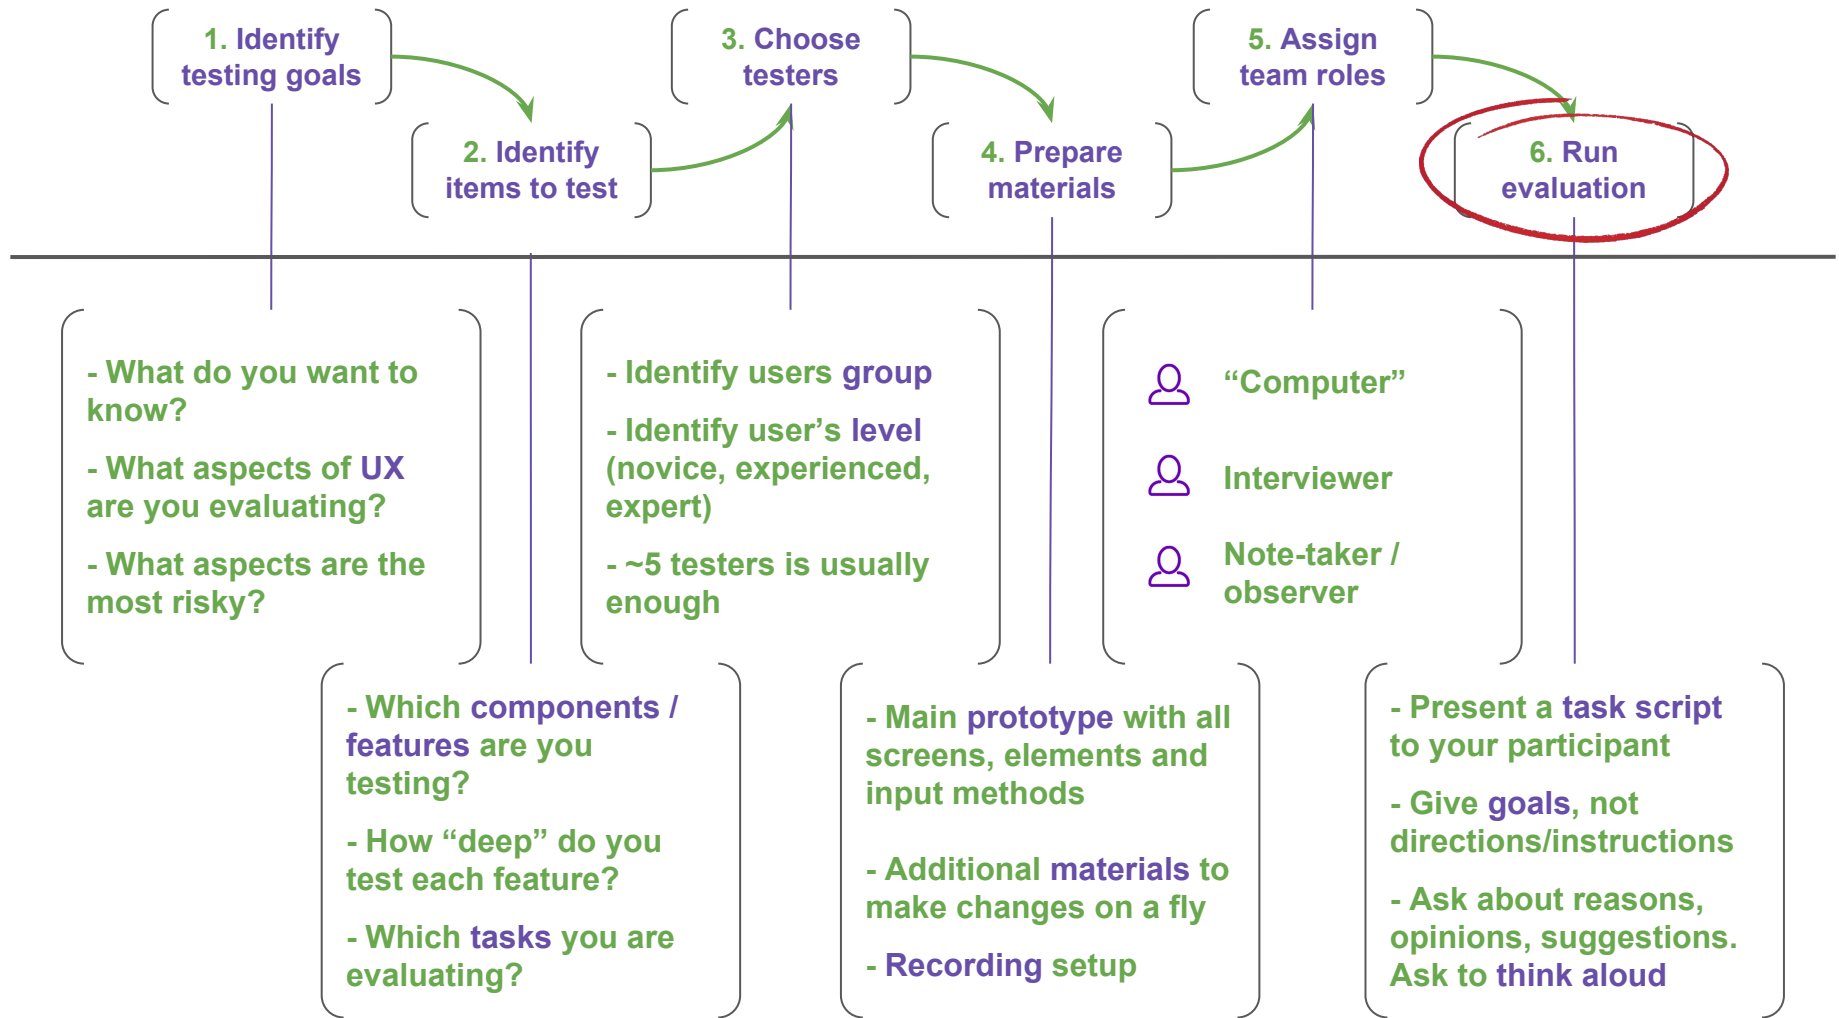 1. Identify
testing goals
2. Identify
items to test
3. Choose
testers
4. Prepare
materials
5. Assign
team roles
6. Run
evaluation
- What do you want to
know?
- What aspects of UX
are you evaluating?
- What aspects are the
most risky?
- Which components /
features are you
testing?
- How “deep” do you
test each feature?
- Which tasks you are
evaluating?
- Identify users group
- Identify user’s level
(novice, experienced,
expert)
- ~5 testers is usually
enough
- Main prototype with all
screens, elements and
input methods
- Additional materials to
make changes on a fly
- Recording setup
“Computer”
Interviewer
Note-taker /
observer
- Present a task script
to your participant
- Give goals, not
directions/instructions
- Ask about reasons,
opinions, suggestions.
Ask to think aloud